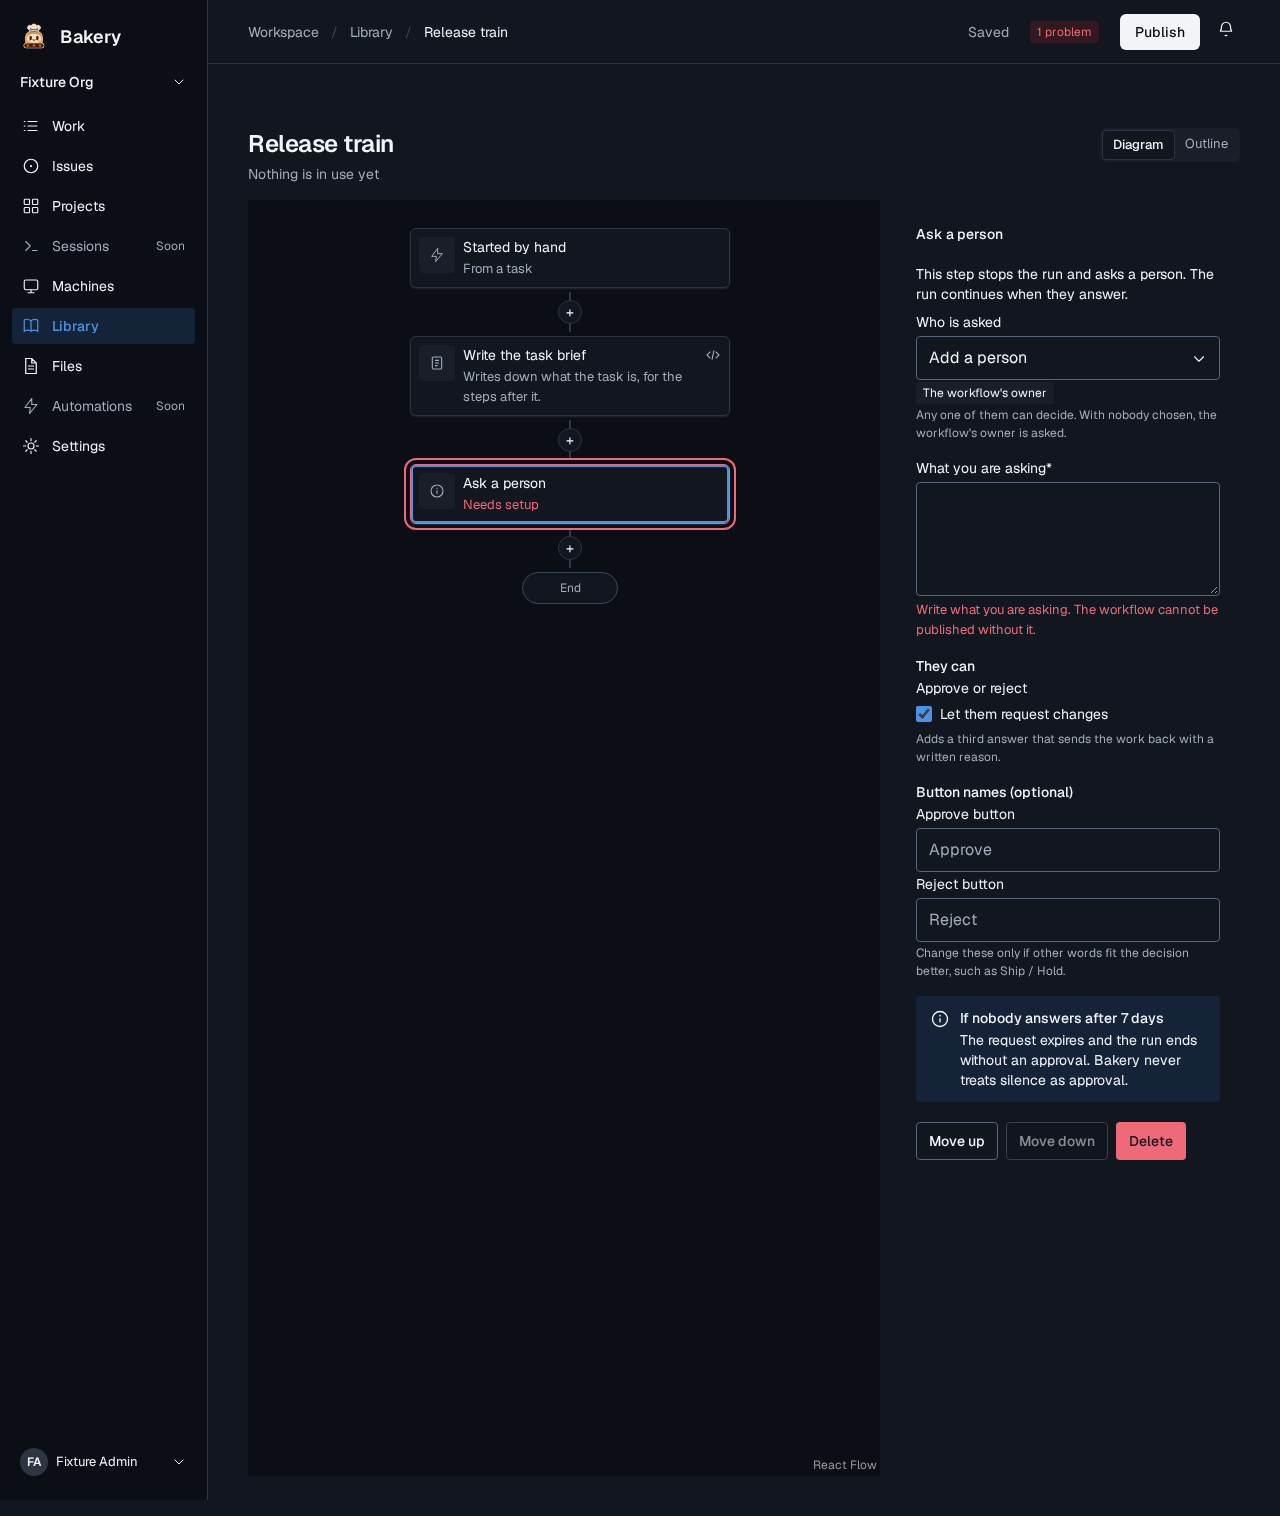 Bakery
Fixture Org
Work
Issues
Projects
Sessions Soon
Machines
Library
Files
Automations Soon
Settings
FA Fixture Admin
Workspace / Library / Release train
Saved
1 problem
Publish
Release train
Nothing is in use yet
Diagram
Outline
Started by hand
From a task
+
Write the task brief
Writes down what the task is, for the
steps after it.
+
Ask a person
Needs setup
+
End
React Flow
Ask a person
This step stops the run and asks a person. The
run continues when they answer.
Who is asked
Add a person
The workflow's owner
Any one of them can decide. With nobody chosen, the
workflow's owner is asked.
What you are asking*
Write what you are asking. The workflow cannot be
published without it.
They can
Approve or reject
Let them request changes
Adds a third answer that sends the work back with a
written reason.
Button names (optional)
Approve button
Approve
Reject button
Reject
Change these only if other words fit the decision
better, such as Ship / Hold.
If nobody answers after 7 days
The request expires and the run ends
without an approval. Bakery never
treats silence as approval.
Move up
Move down
Delete